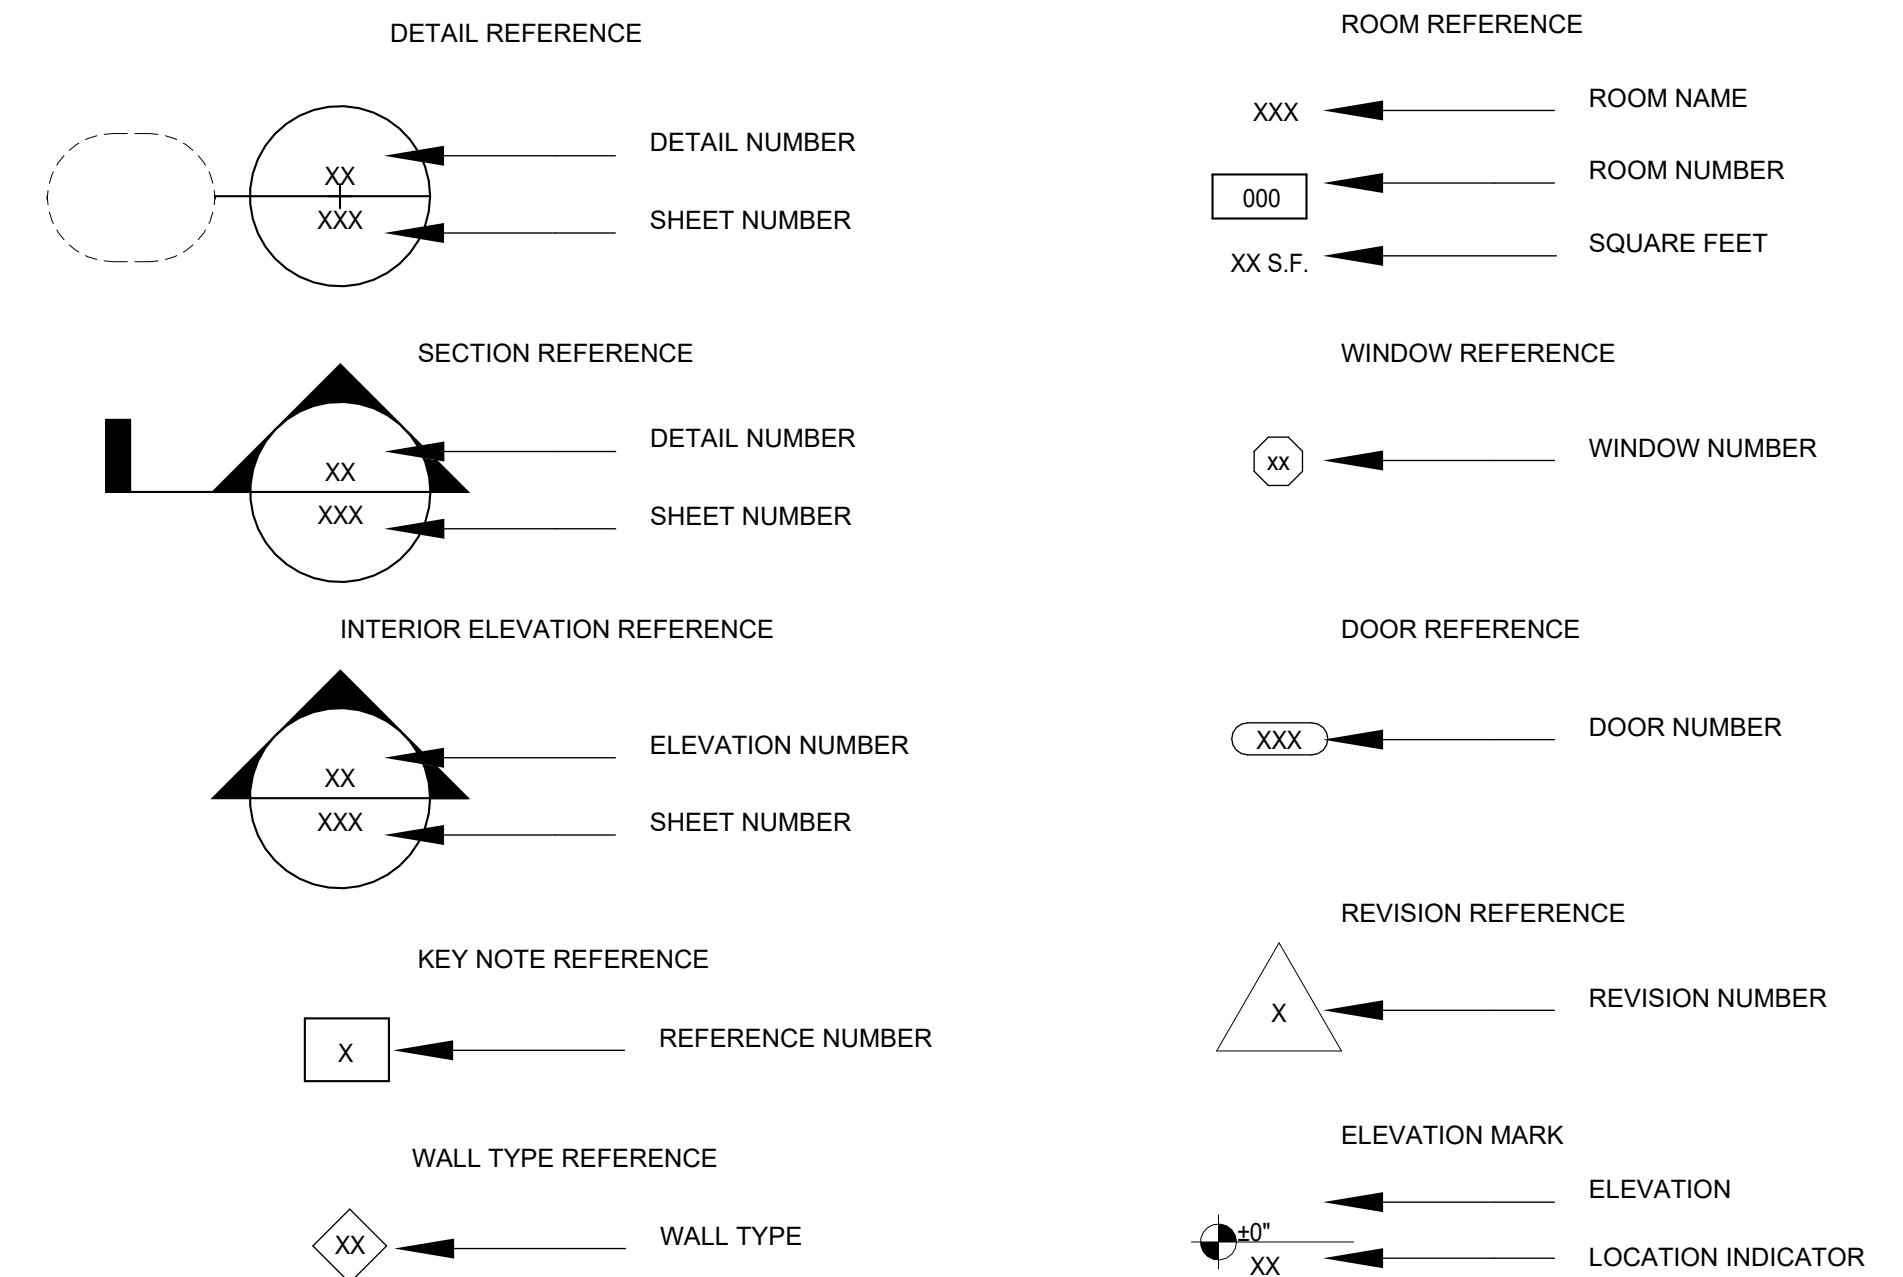 DETAIL REFERENCE
XX
XXX
DETAIL NUMBER
SHEET NUMBER
SECTION REFERENCE
XX
XXX
DETAIL NUMBER
SHEET NUMBER
INTERIOR ELEVATION REFERENCE
XX
XXX
ELEVATION NUMBER
SHEET NUMBER
KEY NOTE REFERENCE
X
REFERENCE NUMBER
WALL TYPE REFERENCE
XX
WALL TYPE
ROOM REFERENCE
XXX
ROOM NAME
000
ROOM NUMBER
XX S.F.
SQUARE FEET
WINDOW REFERENCE
xx
WINDOW NUMBER
DOOR REFERENCE
XXX
DOOR NUMBER
REVISION REFERENCE
X
REVISION NUMBER
ELEVATION MARK
ELEVATION
±0"
XX
LOCATION INDICATOR